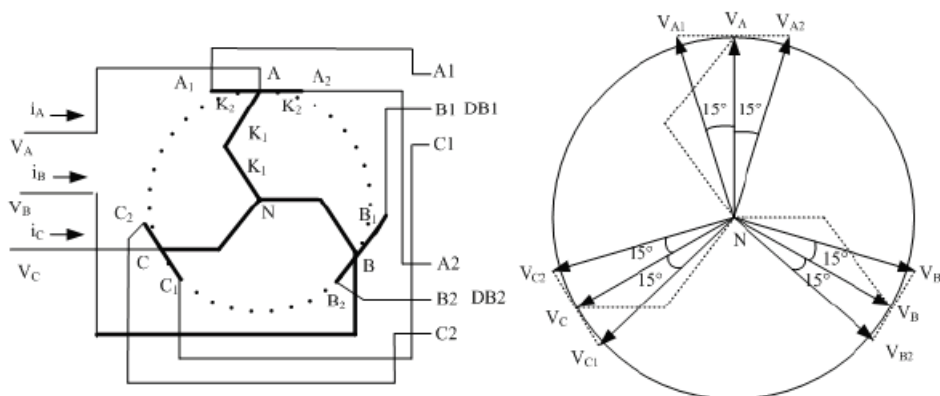 A1
A₁ A A₂
K₂ K₂
iA
VA
B1 DB1
K₁
C1
iB
K₁
VB
C₂
N
B₁
iC
C
B
A2
VC
C₁
B₂
B2 DB2
C2
VA1 VA VA2
15° 15°
N
VC2 15° 15° VB
15° 15°
VC VB
VC1 VB2